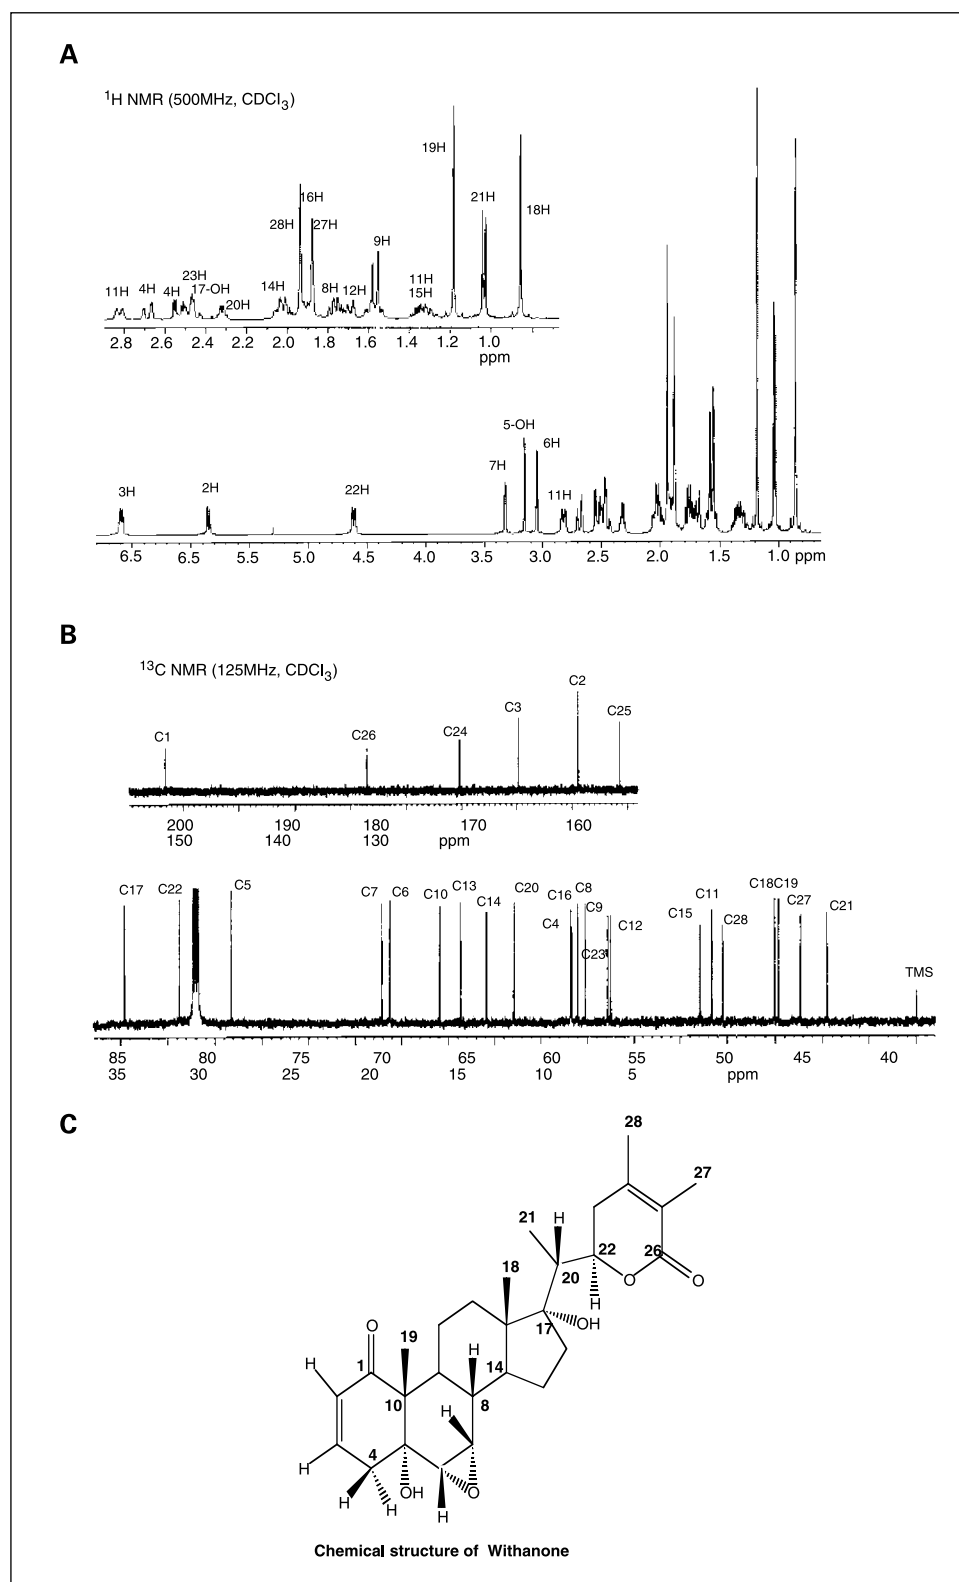 A
¹H NMR (500MHz, CDCl₃)
19H
16H
21H
28H
27H
18H
9H
23H
11H
11H
4H
4H
17-OH
20H
14H
8H
12H
15H
2.8 2.6 2.4 2.2 2.0 1.8 1.6 1.4 1.2 1.0
ppm
5-OH
6H
7H
3H
2H
22H
11H
6.5 6.0 5.5 5.0 4.5 4.0 3.5 3.0 2.5 2.0 1.5 1.0 ppm
B
¹³C NMR (125MHz, CDCl₃)
C1 C26 C24 C3 C2 C25
200 190 180 170 160
150 140 130 ppm
C17 C22 C5 C7 C6 C10 C13 C14 C20 C16 C8 C4 C9 C23 C12 C15 C11 C28 C18 C19 C27 C21 TMS
85 80 75 70 65 60 55 50 45 40
35 30 25 20 15 10 5 ppm
C
28
27
21 H
22 26
18 20 O O
H
O 17 OH
19
H 1 H 14
10 8
H
H 4
OH O
H H H
Chemical structure of Withanone